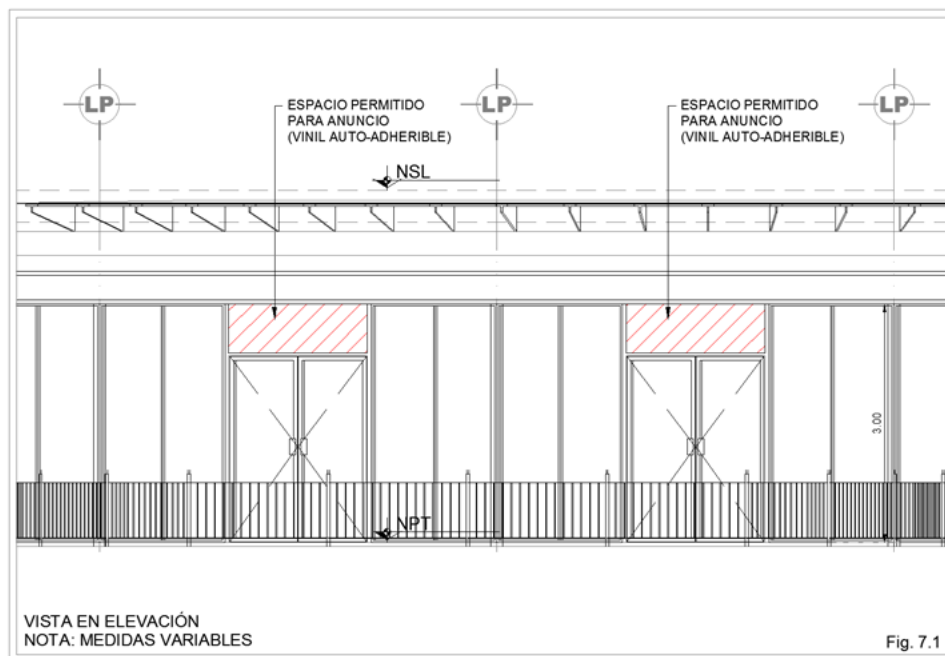 LP
LP
LP
ESPACIO PERMITIDO
PARA ANUNCIO
(VINIL AUTO-ADHERIBLE)
ESPACIO PERMITIDO
PARA ANUNCIO
(VINIL AUTO-ADHERIBLE)
NSL
3.00
NPT
VISTA EN ELEVACIÓN
NOTA: MEDIDAS VARIABLES
Fig. 7.1